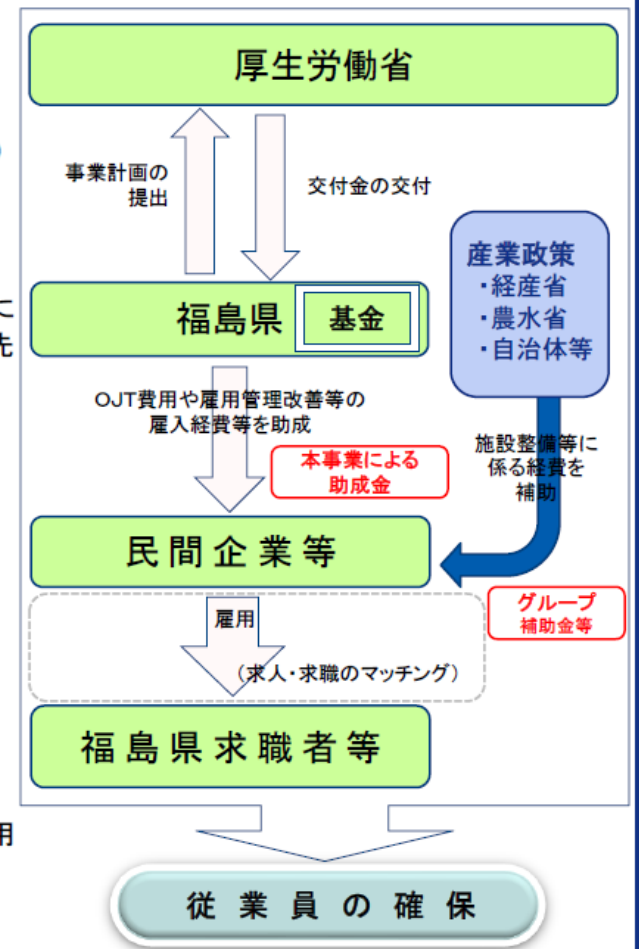 厚生労働省
事業計画の
提出
交付金の交付
産業政策
・経産省
・農水省
・自治体等
に
先
福島県
基金
OJT費用や雇用管理改善等の
雇入経費等を助成
本事業による
助成金
施設整備等に
係る経費を
補助
民間企業等
グループ
補助金等
雇用
（求人・求職のマッチング）
福島県求職者等
用
従業員の確保